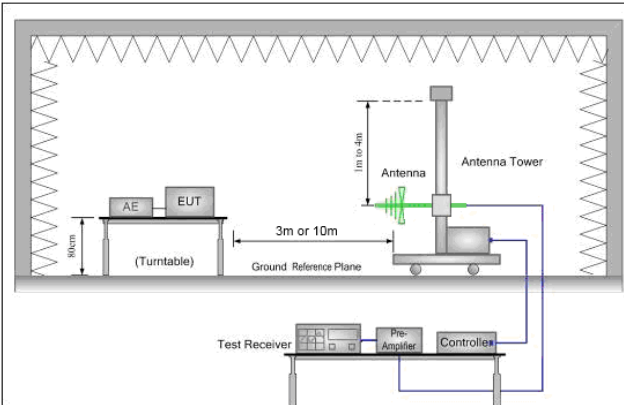 1m to 4m
Antenna
Antenna Tower
AE
EUT
80cm
(Turntable)
3m or 10m
Ground Reference Plane
Test Receiver
Pre-
Amplifier
Controller